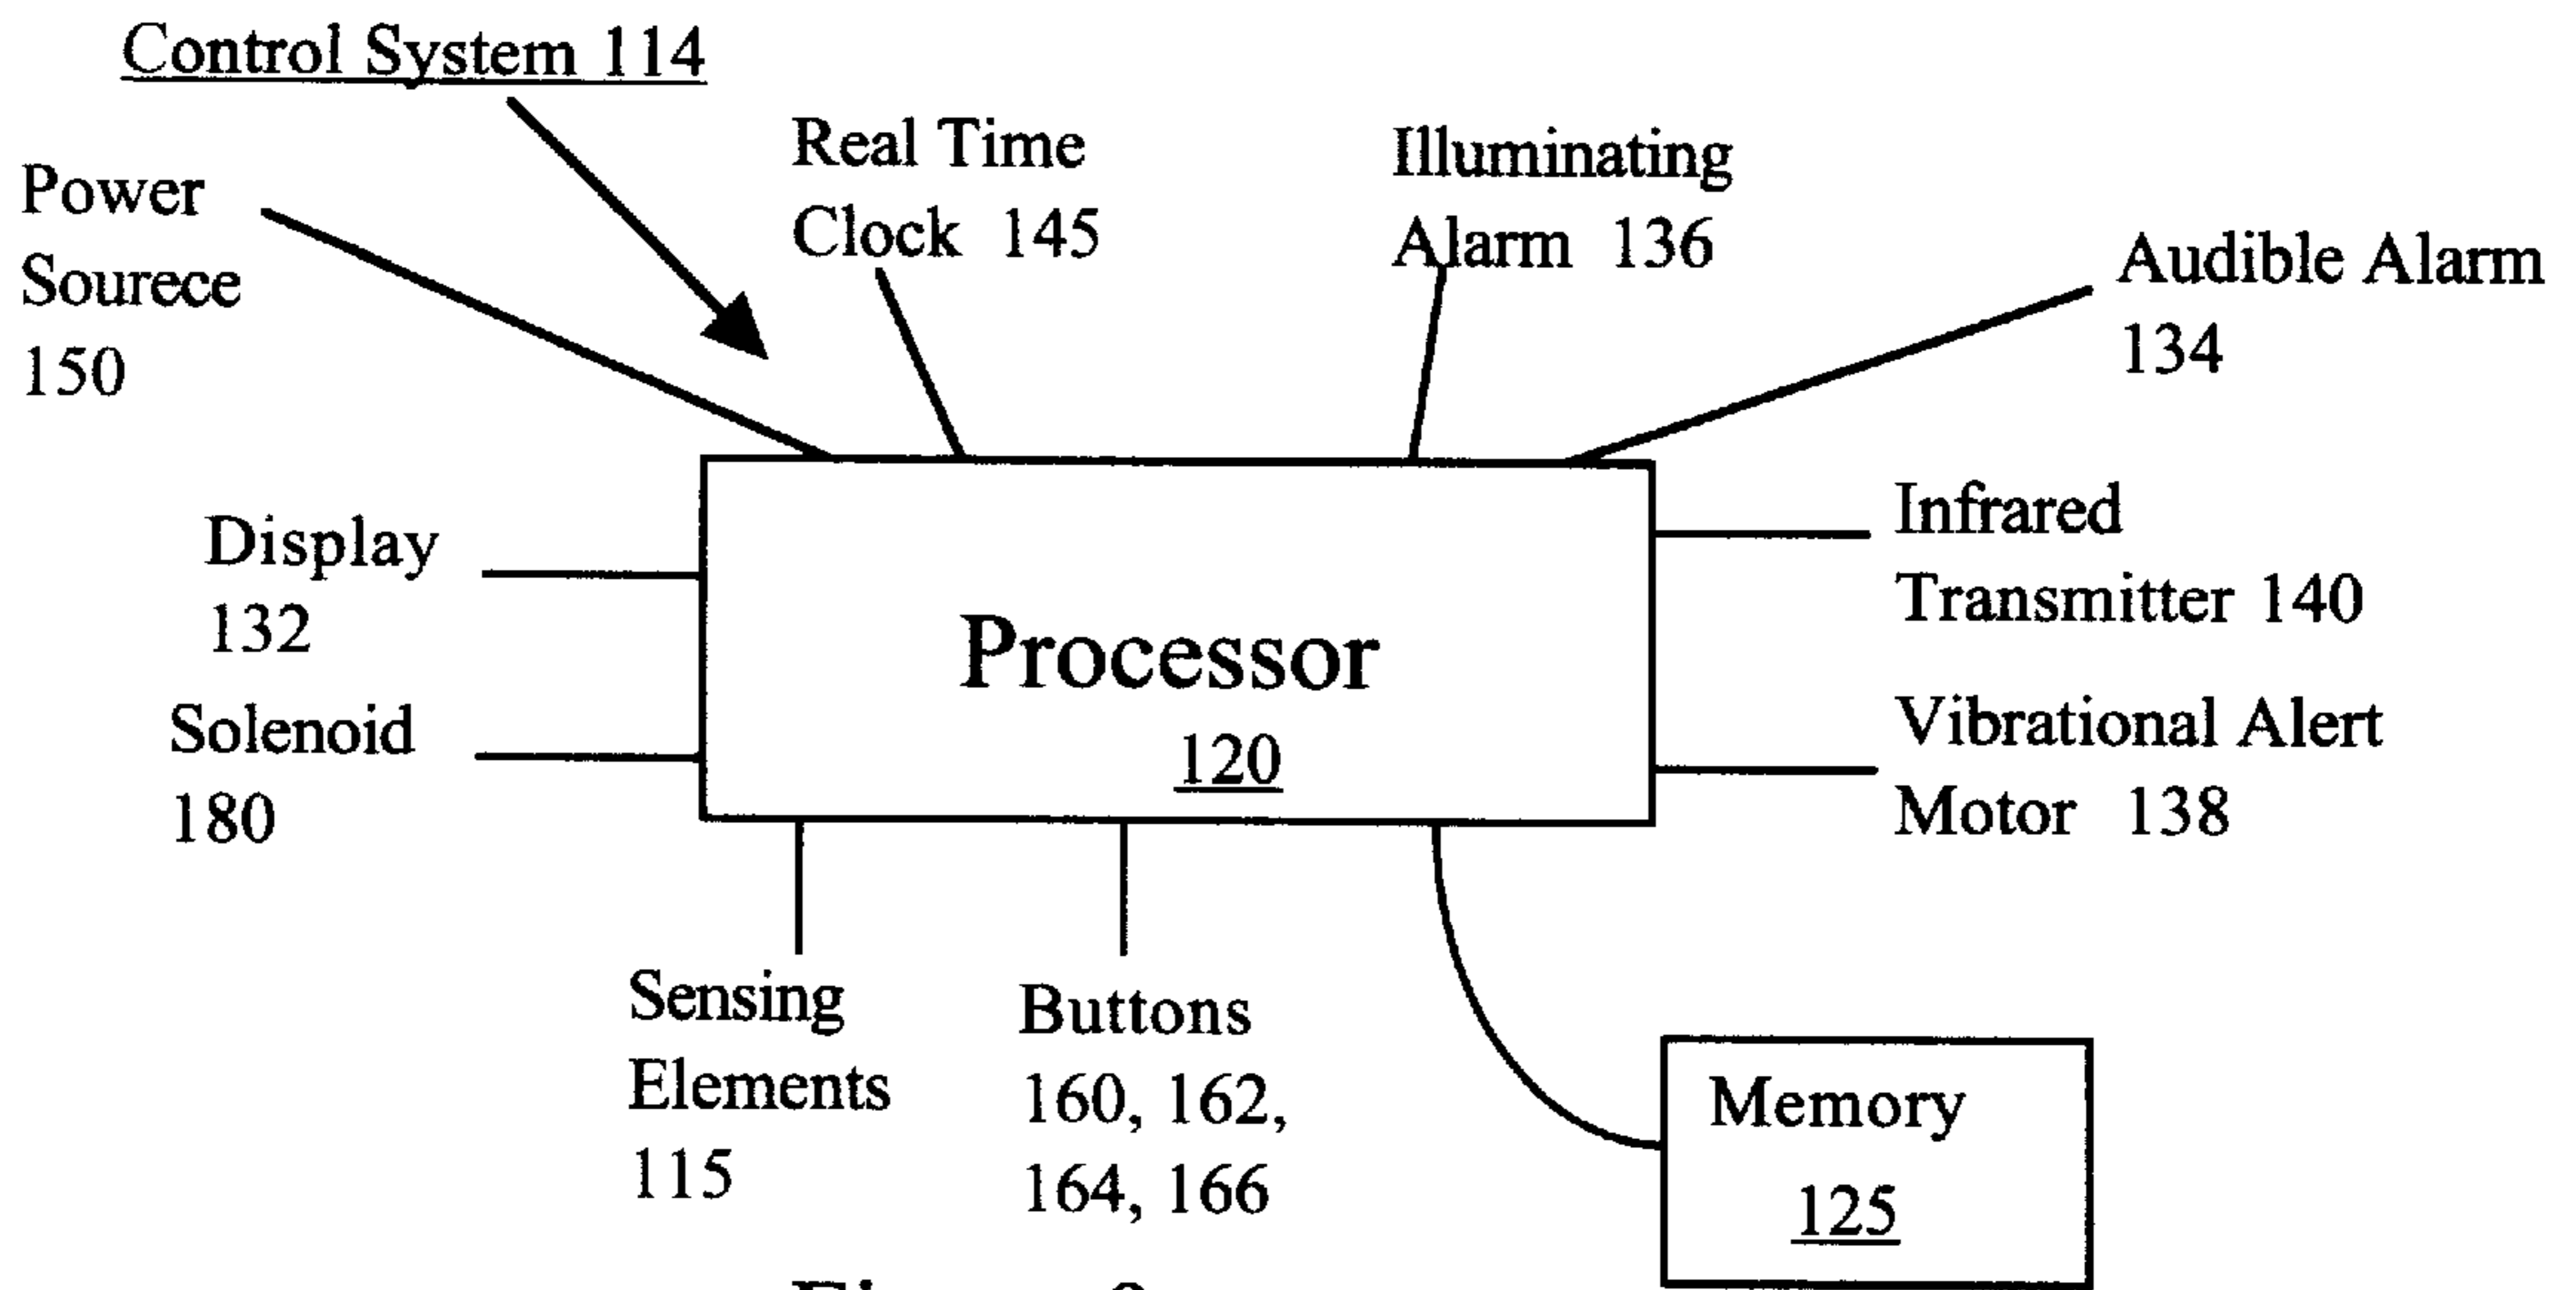 Control System 114
Power
Sourece
150
Real Time
Clock 145
Illuminating
Alarm 136
Audible Alarm
134
Display
132
Solenoid
180
Processor
120
Infrared
Transmitter 140
Vibrational Alert
Motor 138
Sensing
Elements
115
Buttons
160, 162,
164, 166
Memory
125